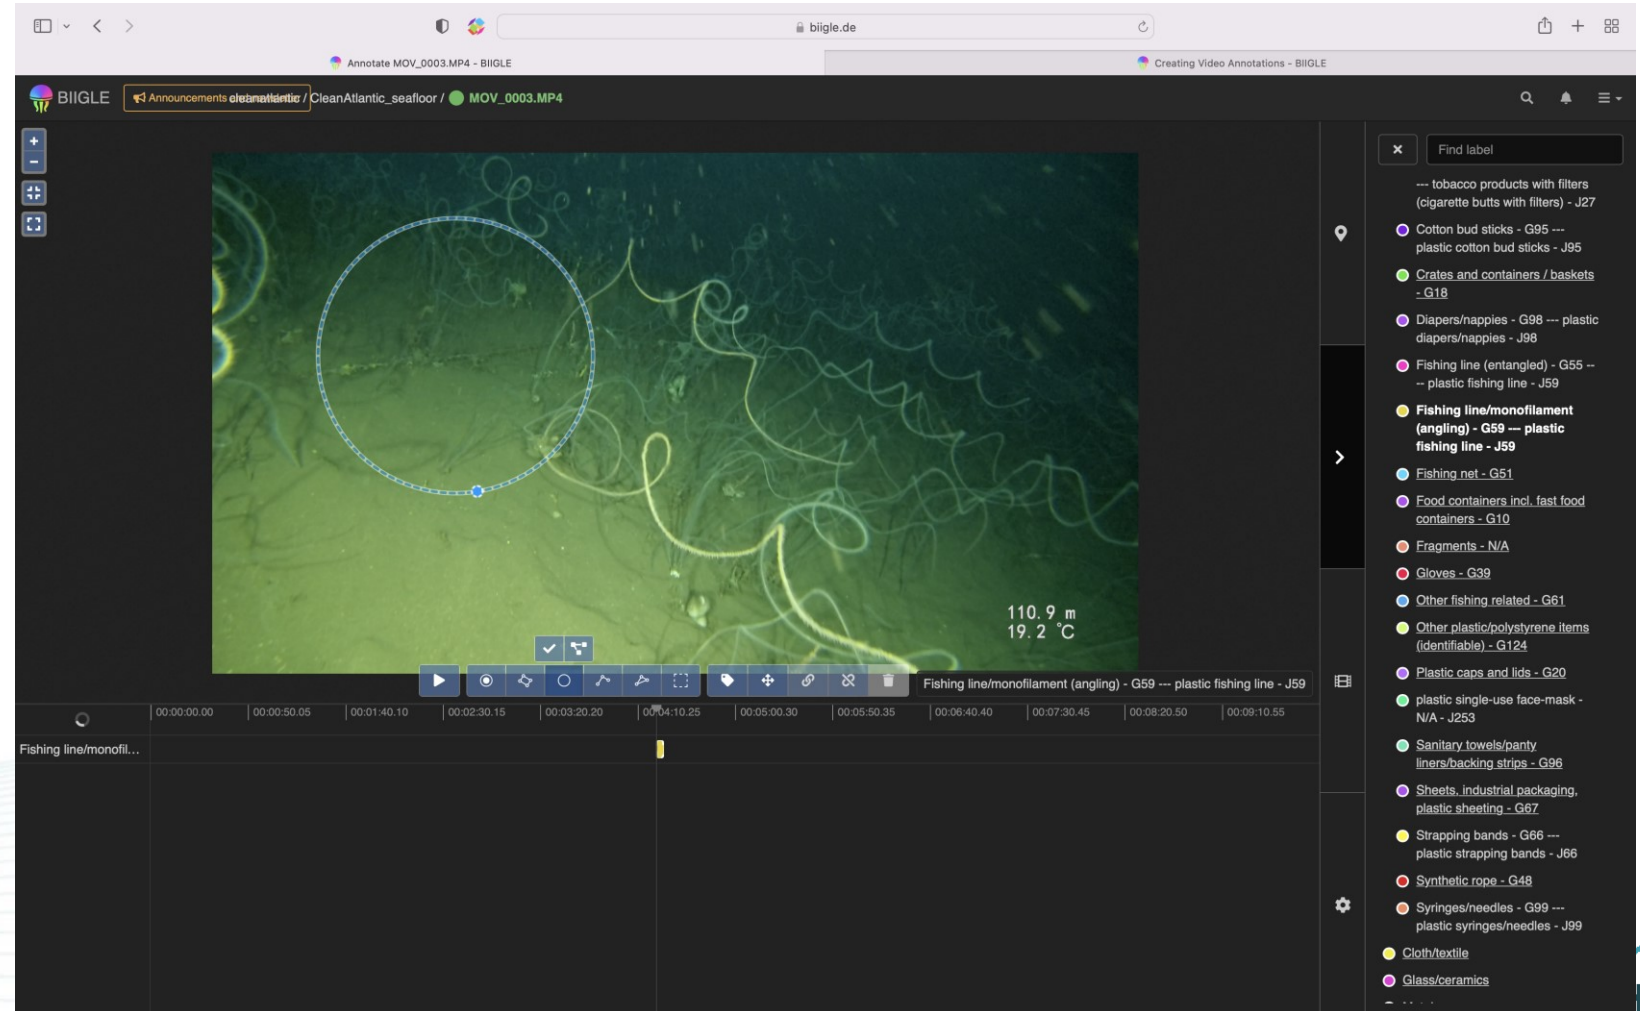 biigle.de
Annotate MOV_0003.MP4 - BIIGLE
Creating Video Annotations - BIIGLE
BIIGLE
Announcements
/ CleanAtlantic_seafloor / MOV_0003.MP4
Find label
--- tobacco products with filters
(cigarette butts with filters) - J27
Cotton bud sticks - G95 ---
plastic cotton bud sticks - J95
Crates and containers / baskets
- G18
Diapers/nappies - G98 --- plastic
diapers/nappies - J98
Fishing line (entangled) - G55 --
-- plastic fishing line - J59
Fishing line/monofilament
(angling) - G59 --- plastic
fishing line - J59
Fishing net - G51
Food containers incl. fast food
containers - G10
Fragments - N/A
Gloves - G39
Other fishing related - G61
Other plastic/polystyrene items
(identifiable) - G124
Plastic caps and lids - G20
plastic single-use face-mask -
N/A - J253
Sanitary towels/panty
liners/backing strips - G96
Sheets, industrial packaging,
plastic sheeting - G67
Strapping bands - G66 ---
plastic strapping bands - J66
Synthetic rope - G48
Syringes/needles - G99 ---
plastic syringes/needles - J99
Cloth/textile
Glass/ceramics
110.9 m
19.2 °C
Fishing line/monofilament (angling) - G59 --- plastic fishing line - J59
00:00:00.00 00:00:50.05 00:01:40.10 00:02:30.15 00:03:20.20 00:04:10.25 00:05:00.30 00:05:50.35 00:06:40.40 00:07:30.45 00:08:20.50 00:09:10.55
Fishing line/monofil...